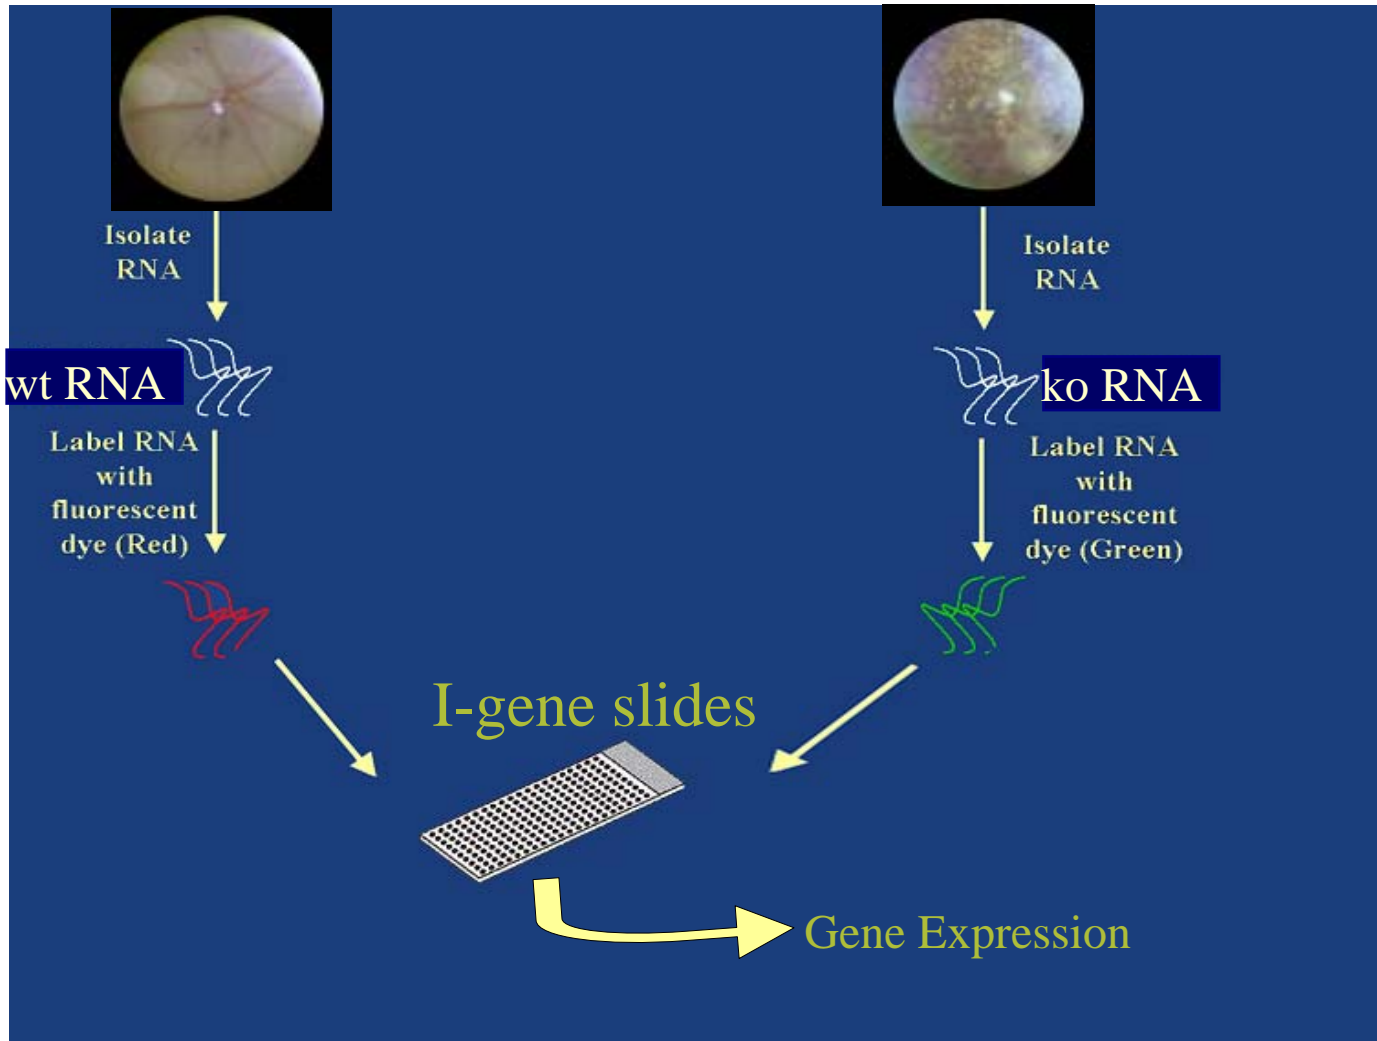 Isolate
RNA
wt RNA
Label RNA
with
fluorescent
dye (Red)
Isolate
RNA
ko RNA
Label RNA
with
fluorescent
dye (Green)
I-gene slides
Gene Expression